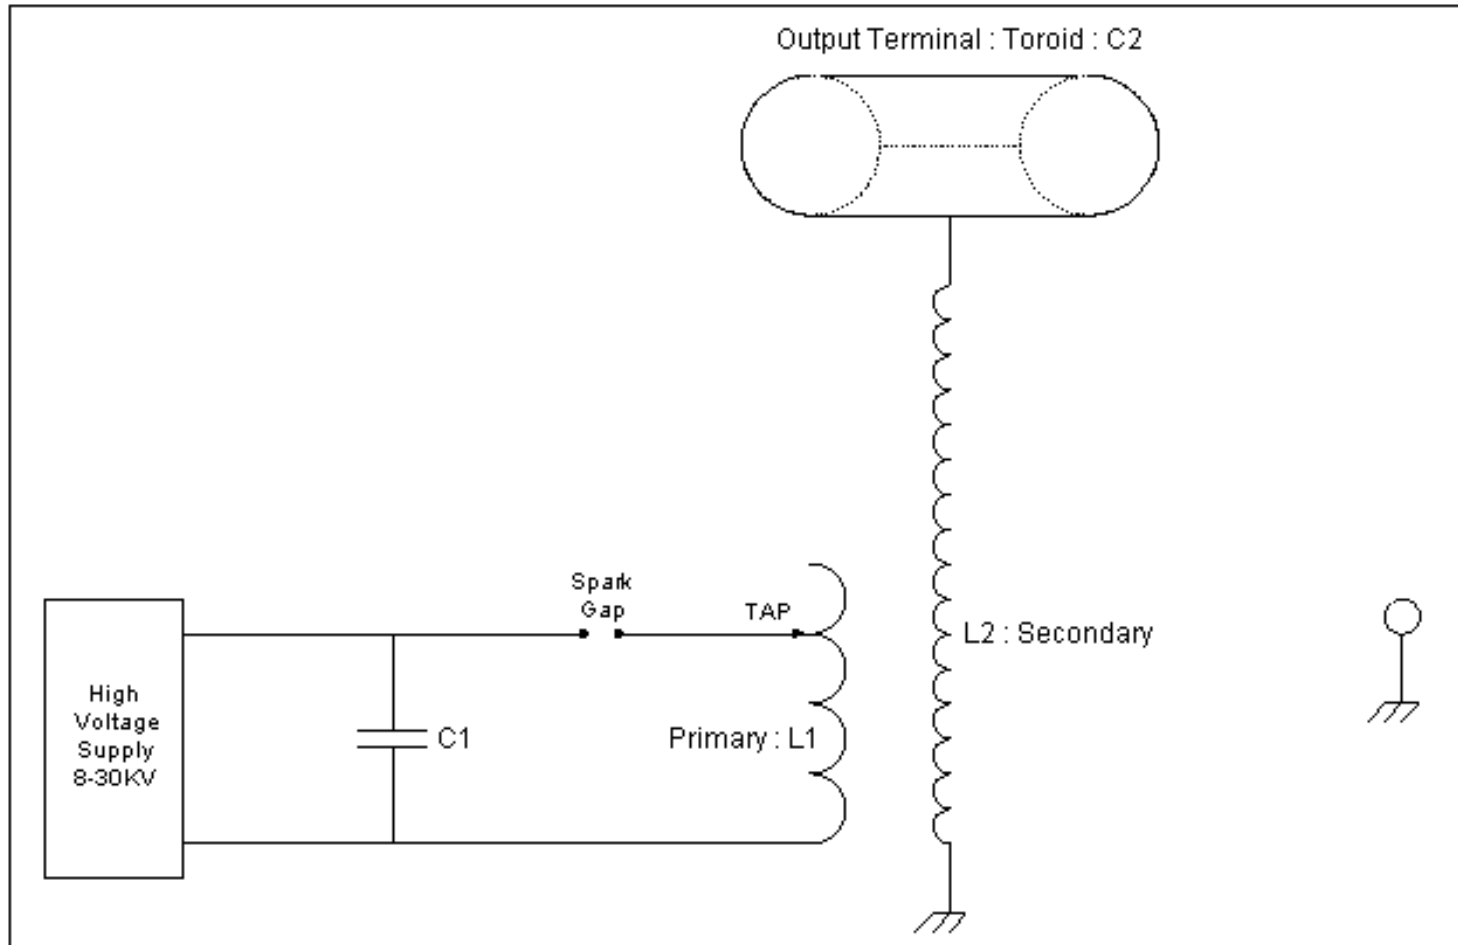 Output Terminal : Toroid : C2
Spark
Gap
TAP
L2 : Secondary
High
Voltage
Supply
8-30KV
C1
Primary : L1